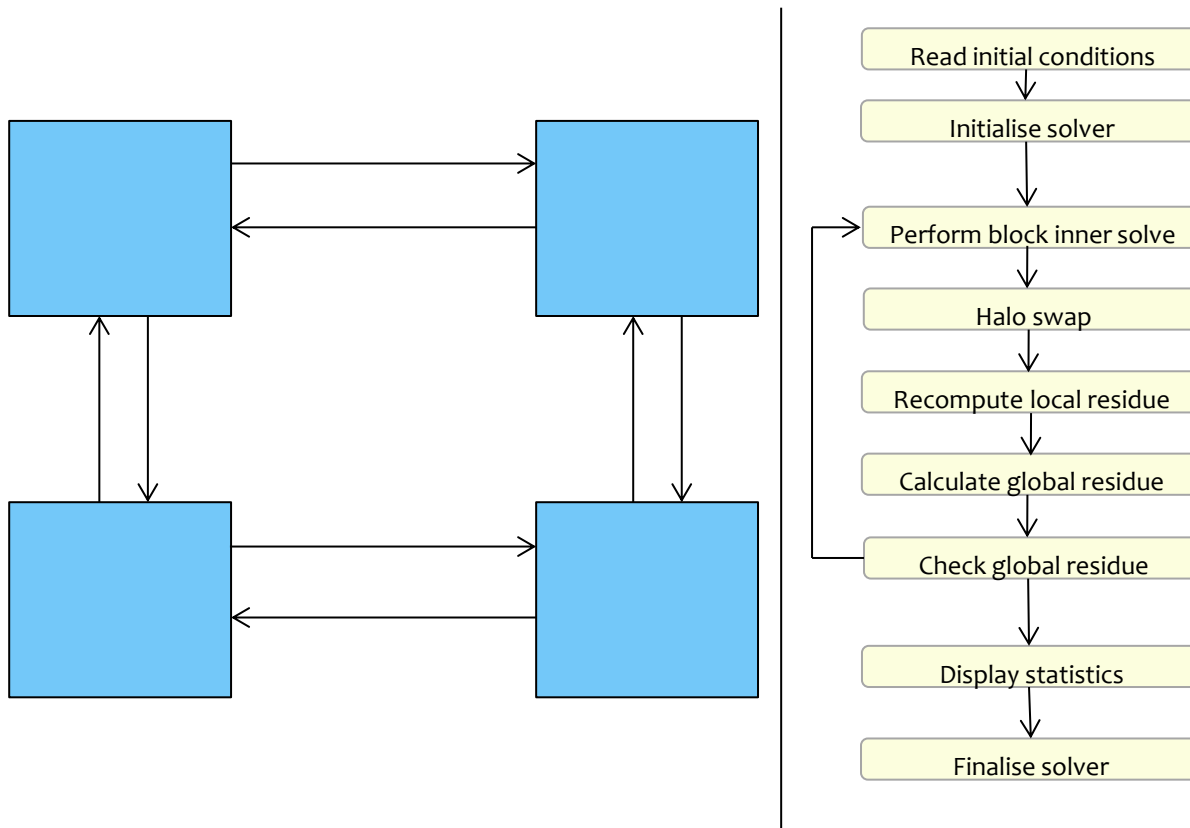 Read initial conditions
Initialise solver
Perform block inner solve
Halo swap
Recompute local residue
Calculate global residue
Check global residue
Display statistics
Finalise solver